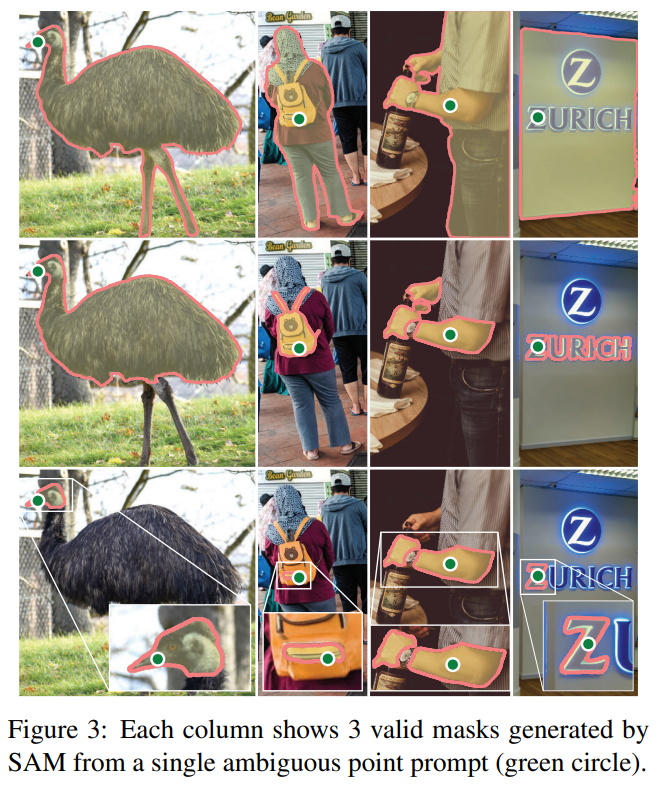 Bean Garden
Z
ZURICH
Bean Garden
Z
ZURICH
Bean Garden
Z
ZURICH
ZU
Figure 3: Each column shows 3 valid masks generated by
SAM from a single ambiguous point prompt (green circle).